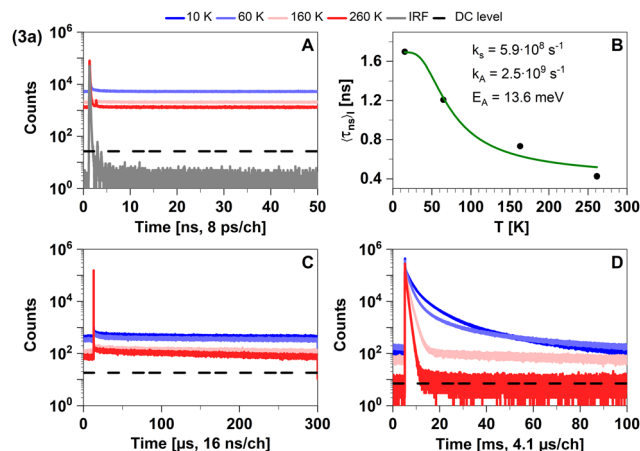 10 K 60 K 160 K 260 K IRF DC level
(3a)
A
Counts
10⁶
10⁴
10²
10⁰
0 10 20 30 40 50
Time [ns, 8 ps/ch]
B
kₛ = 5.9·10⁸ s⁻¹
k_A = 2.5·10⁹ s⁻¹
E_A = 13.6 meV
⟨τₙₛ⟩ᵢ [ns]
1.6
1.2
0.8
0.4
0 50 100 150 200 250 300
T [K]
C
Counts
10⁶
10⁴
10²
10⁰
0 100 200 300
Time [µs, 16 ns/ch]
D
Counts
10⁶
10⁴
10²
10⁰
0 20 40 60 80 100
Time [ms, 4.1 µs/ch]